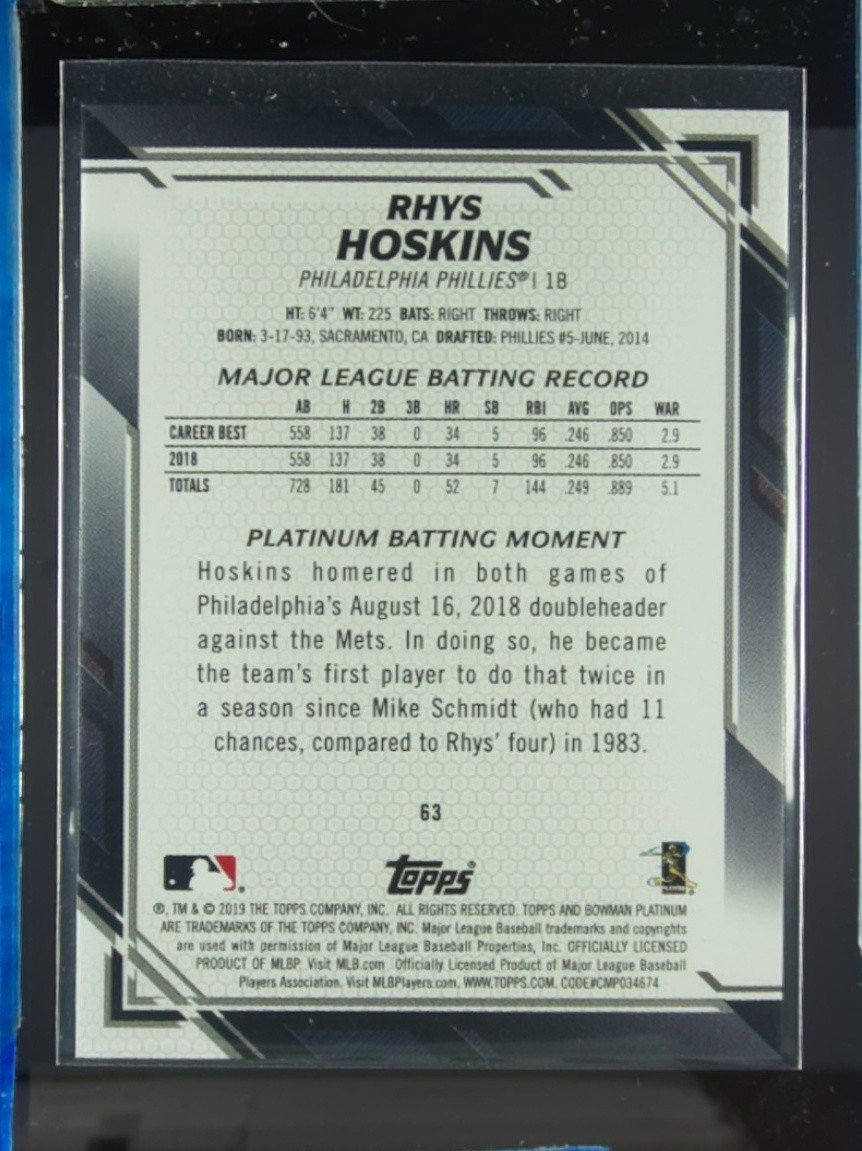 RHYS
HOSKINS
PHILADELPHIA PHILLIES® | 1B
HT: 6'4" WT: 225 BATS: RIGHT THROWS: RIGHT
BORN: 3-17-93, SACRAMENTO, CA DRAFTED: PHILLIES #5-JUNE, 2014
MAJOR LEAGUE BATTING RECORD
AB H 2B 3B HR SB RBI AVG OPS WAR
CAREER BEST 558 137 38 0 34 5 96 .246 .850 2.9
2018 558 137 38 0 34 5 96 .246 .850 2.9
TOTALS 728 181 45 0 52 7 144 .249 .889 5.1
PLATINUM BATTING MOMENT
Hoskins homered in both games of
Philadelphia's August 16, 2018 doubleheader
against the Mets. In doing so, he became
the team's first player to do that twice in
a season since Mike Schmidt (who had 11
chances, compared to Rhys' four) in 1983.
63
TOPPS®
®, TM & © 2019 THE TOPPS COMPANY, INC. ALL RIGHTS RESERVED. TOPPS AND BOWMAN PLATINUM
ARE TRADEMARKS OF THE TOPPS COMPANY, INC. Major League Baseball trademarks and copyrights
are used with permission of Major League Baseball Properties, Inc. OFFICIALLY LICENSED
PRODUCT OF MLBP. Visit MLB.com Officially Licensed Product of Major League Baseball
Players Association. Visit MLBPlayers.com. WWW.TOPPS.COM. CODE#CMP034674